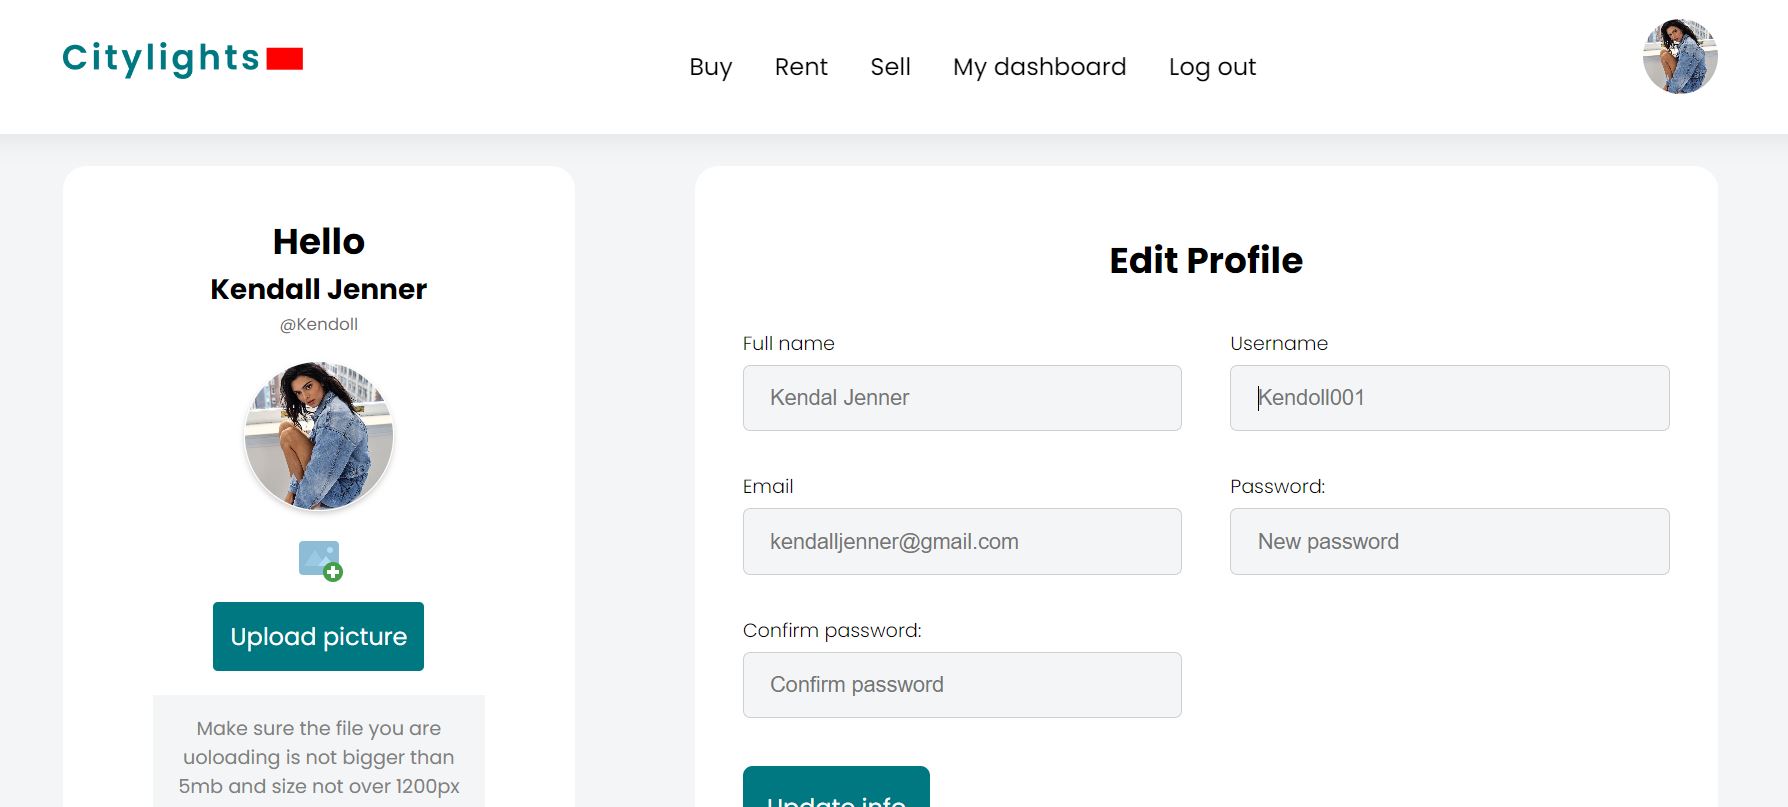 Citylights
Buy Rent Sell My dashboard Log out
Hello
Kendall Jenner
@Kendoll
Upload picture
Make sure the file you are
uoloading is not bigger than
5mb and size not over 1200px
Edit Profile
Full name
Kendal Jenner
Username
Kendoll001
Email
kendalljenner@gmail.com
Password:
New password
Confirm password:
Confirm password
Update info